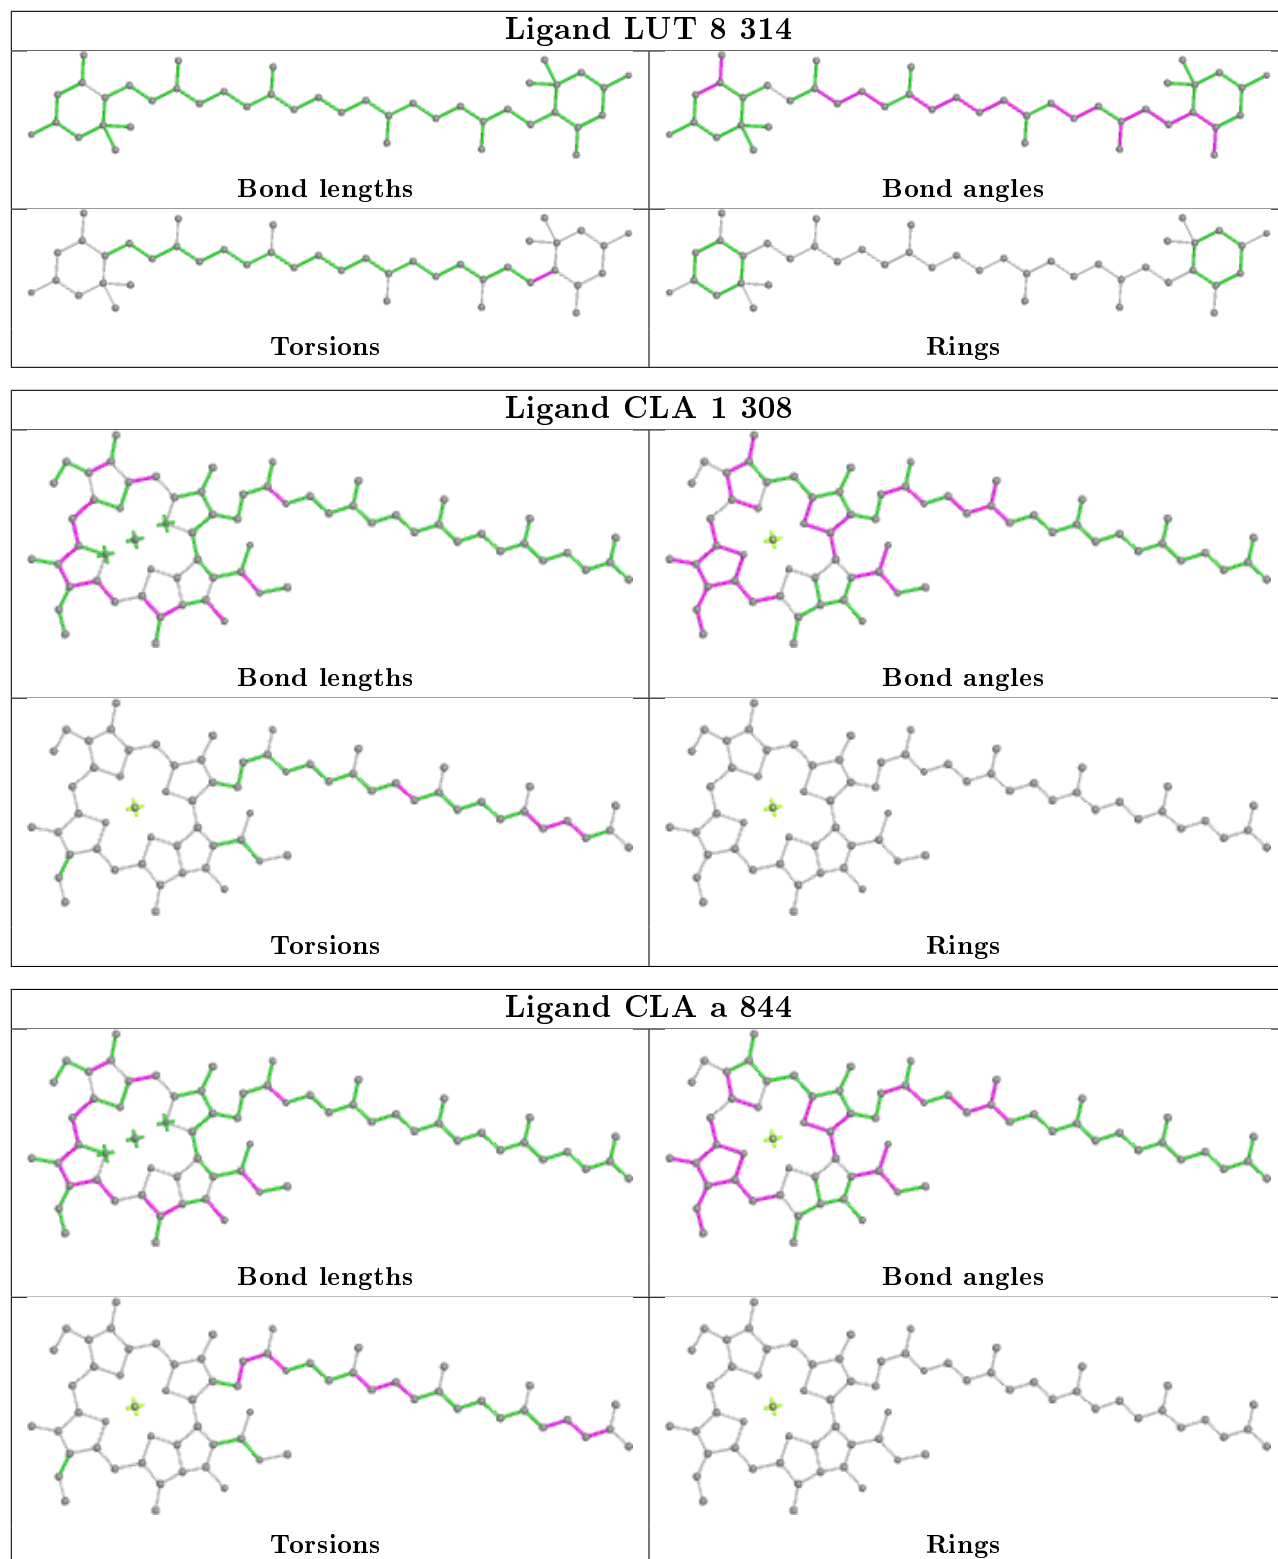 Ligand LUT 8 314
Bond lengths
Bond angles
Torsions
Rings
Ligand CLA 1 308
Bond lengths
Bond angles
Torsions
Rings
Ligand CLA a 844
Bond lengths
Bond angles
Torsions
Rings